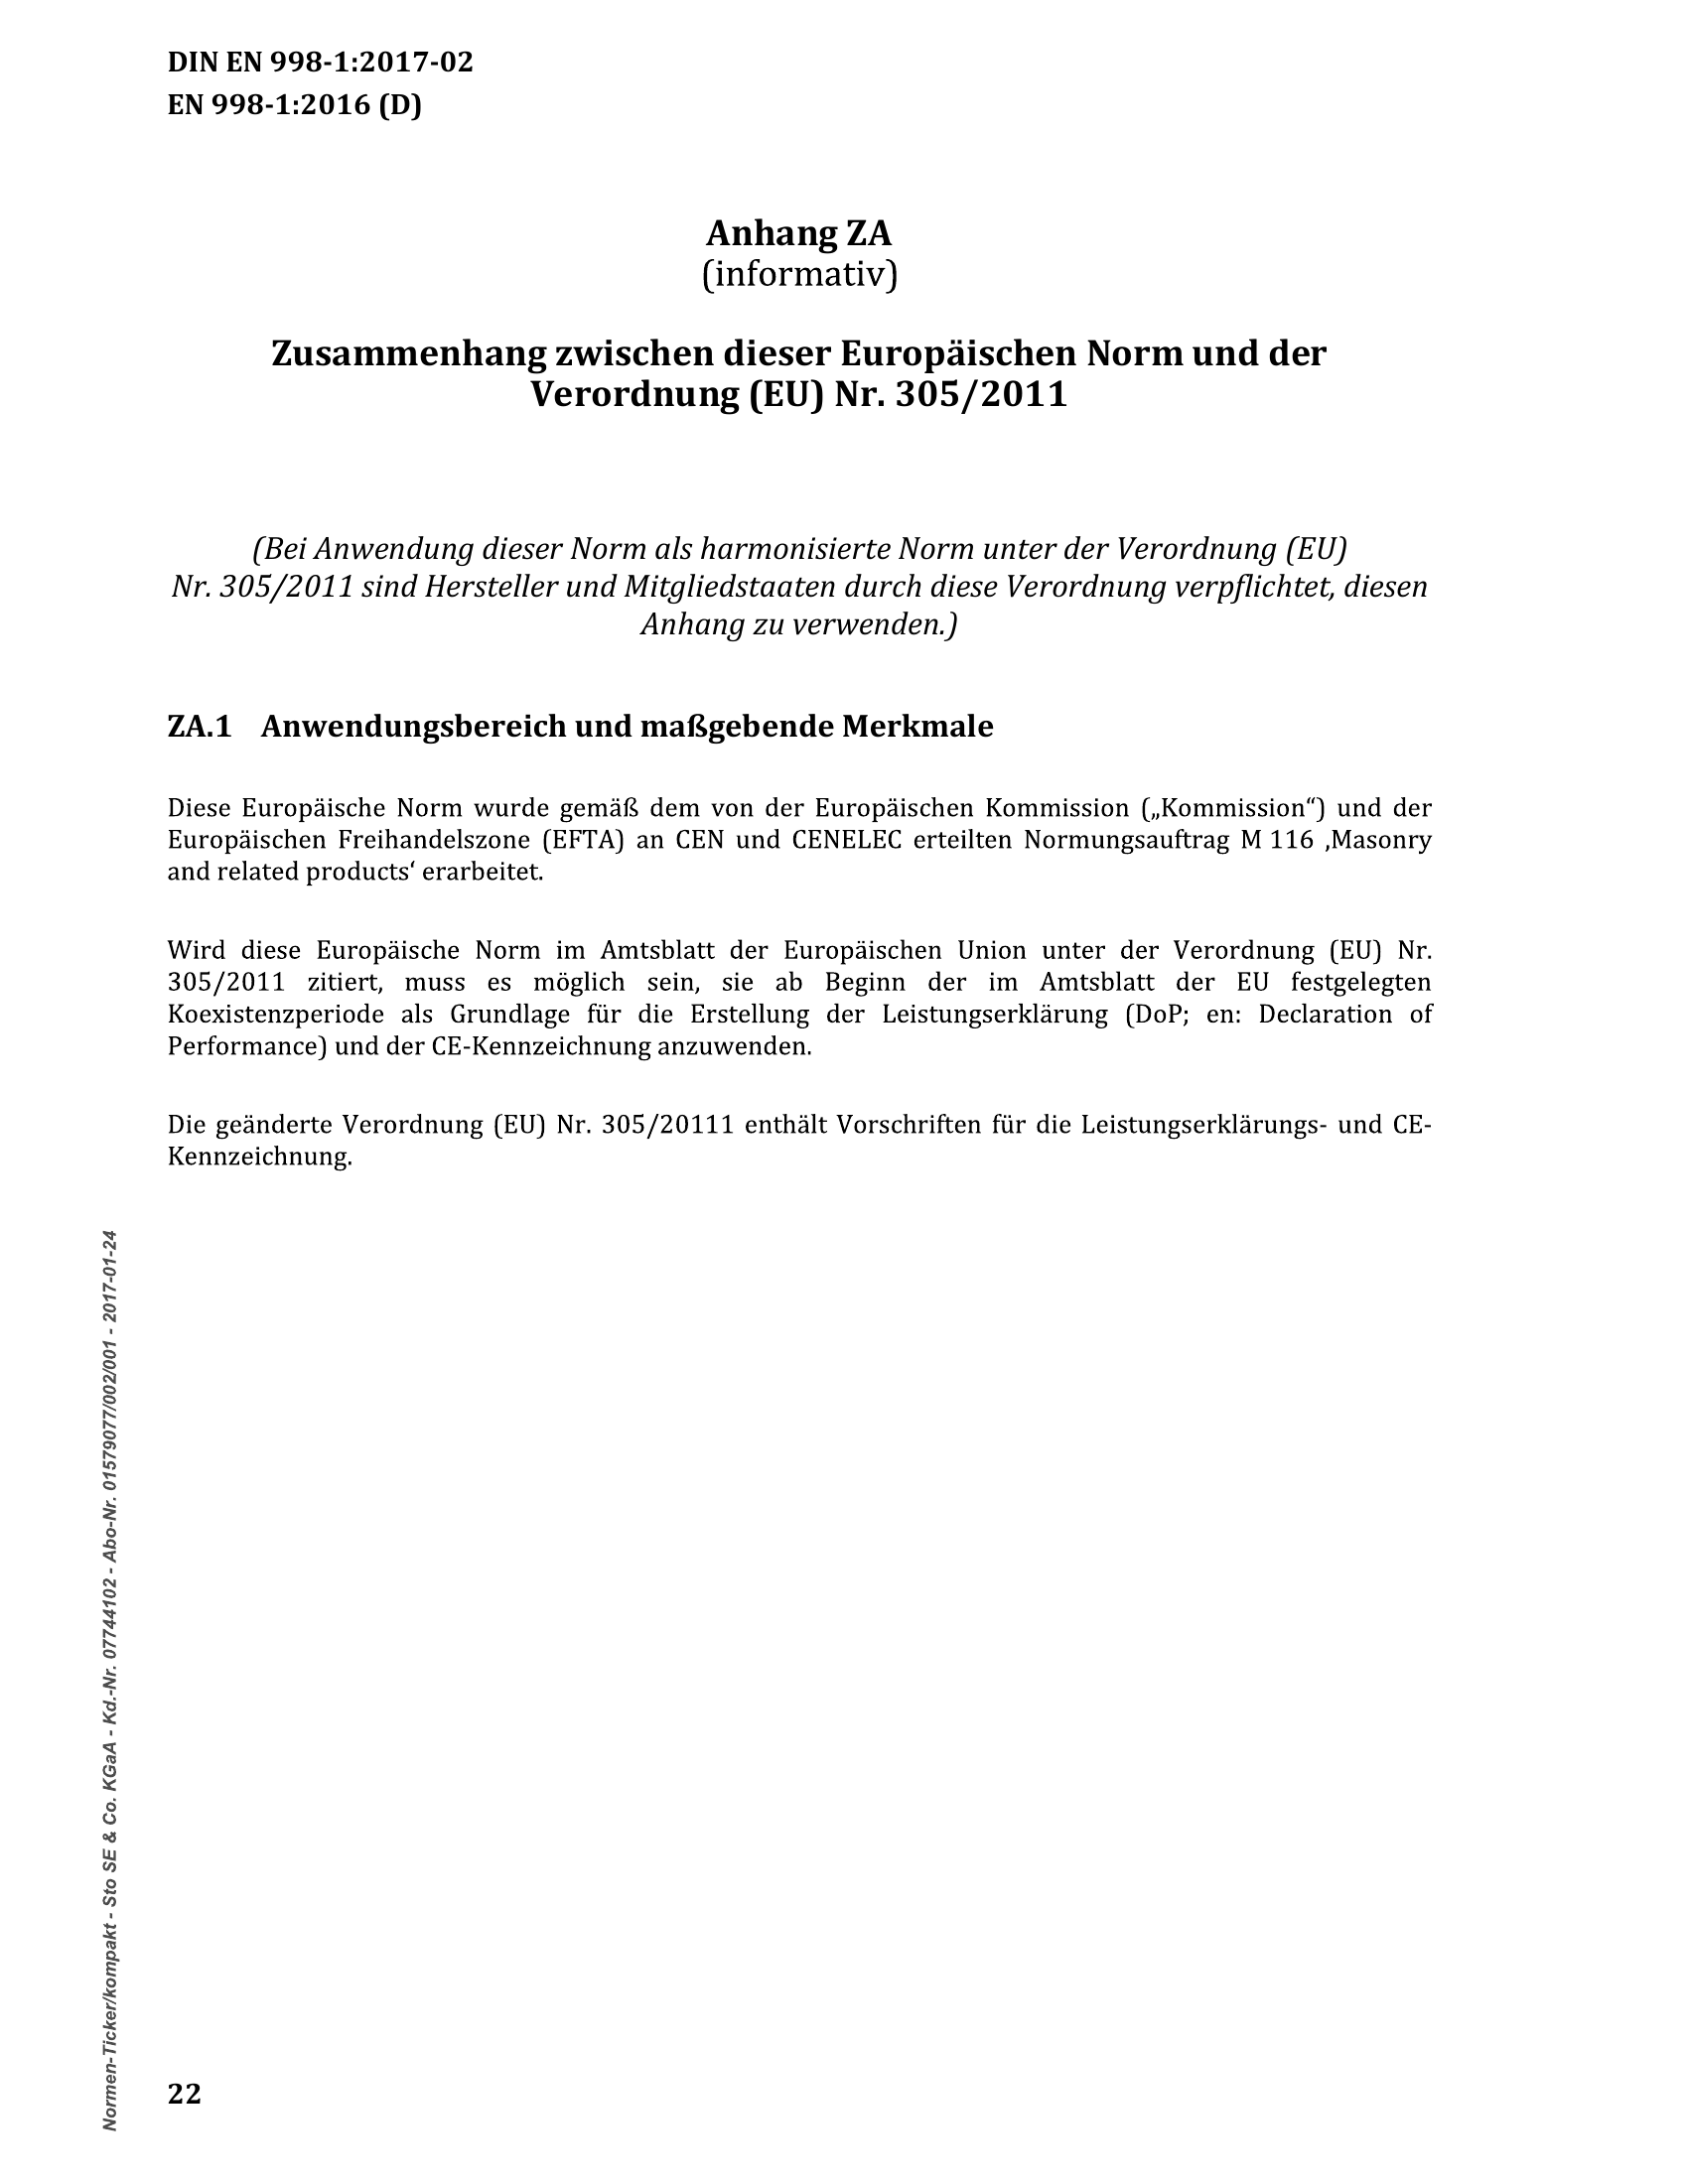 DIN EN 998-1:2017-02
EN 998-1:2016 (D)
Anhang ZA
(informativ)
Zusammenhang zwischen dieser Europäischen Norm und der
Verordnung (EU) Nr. 305/2011
(Bei Anwendung dieser Norm als harmonisierte Norm unter der Verordnung (EU)
Nr. 305/2011 sind Hersteller und Mitgliedstaaten durch diese Verordnung verpflichtet, diesen
Anhang zu verwenden.)
ZA.1 Anwendungsbereich und maßgebende Merkmale
Diese Europäische Norm wurde gemäß dem von der Europäischen Kommission („Kommission“) und der
Europäischen Freihandelszone (EFTA) an CEN und CENELEC erteilten Normungsauftrag M 116 ‚Masonry
and related products‘ erarbeitet.
Wird diese Europäische Norm im Amtsblatt der Europäischen Union unter der Verordnung (EU) Nr.
305/2011 zitiert, muss es möglich sein, sie ab Beginn der im Amtsblatt der EU festgelegten
Koexistenzperiode als Grundlage für die Erstellung der Leistungserklärung (DoP; en: Declaration of
Performance) und der CE-Kennzeichnung anzuwenden.
Die geänderte Verordnung (EU) Nr. 305/20111 enthält Vorschriften für die Leistungserklärungs- und CE-
Kennzeichnung.
Normen-Ticker/kompakt - Sto SE & Co. KGaA - Kd.-Nr. 07744102 - Abo-Nr. 01579077/002/001 - 2017-01-24
22